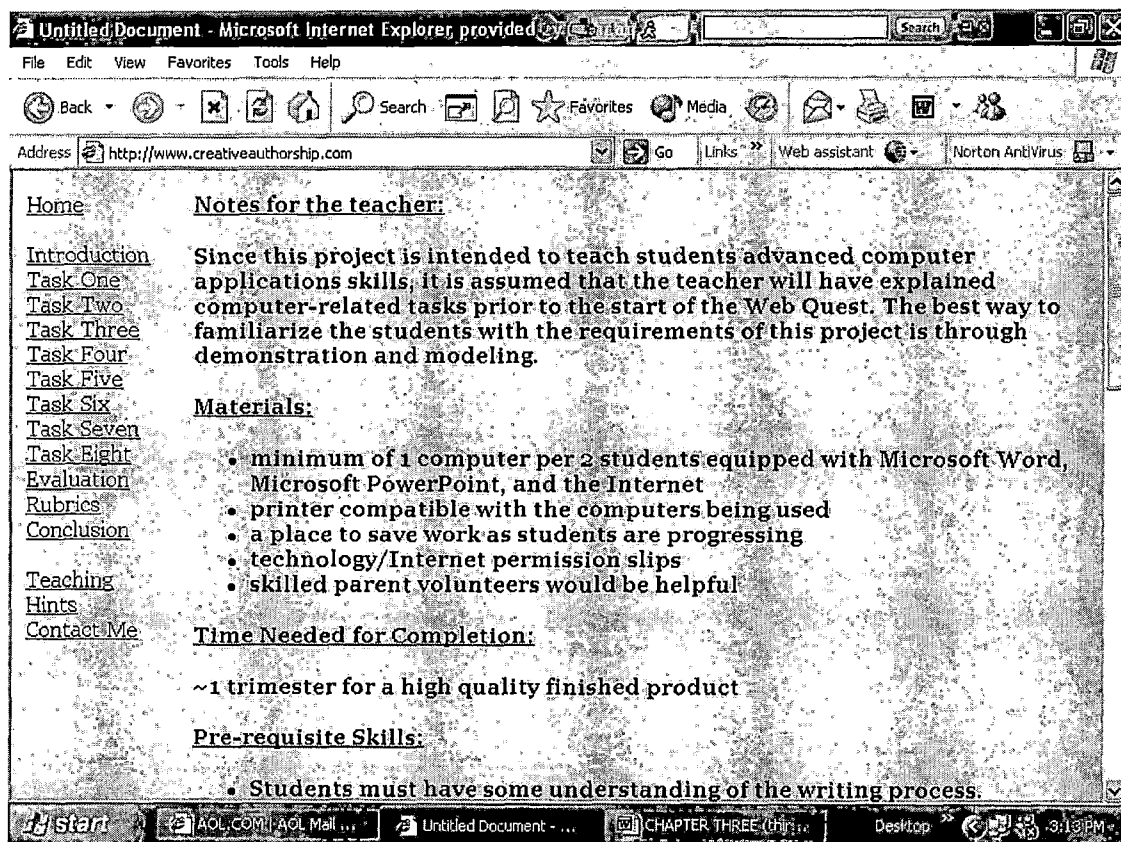 Untitled Document - Microsoft Internet Explorer provided by
Search
File Edit View Favorites Tools Help
Back Search Favorites Media
Address http://www.creativeauthorship.com Go Links » Web assistant Norton AntiVirus
Home
Introduction
Task One
Task Two
Task Three
Task Four
Task Five
Task Six
Task Seven
Task Eight
Evaluation
Rubrics
Conclusion
Teaching
Hints
Contact Me
Notes for the teacher:
Since this project is intended to teach students advanced computer
applications skills, it is assumed that the teacher will have explained
computer-related tasks prior to the start of the Web Quest. The best way to
familiarize the students with the requirements of this project is through
demonstration and modeling.
Materials:
• minimum of 1 computer per 2 students equipped with Microsoft Word,
Microsoft PowerPoint, and the Internet
• printer compatible with the computers being used
• a place to save work as students are progressing
• technology/Internet permission slips
• skilled parent volunteers would be helpful
Time Needed for Completion:
~1 trimester for a high quality finished product
Pre-requisite Skills:
• Students must have some understanding of the writing process.
start AOL.COM - AOL Mail ... Untitled Document - ... CHAPTER THREE (thir... Desktop » 3:13 PM